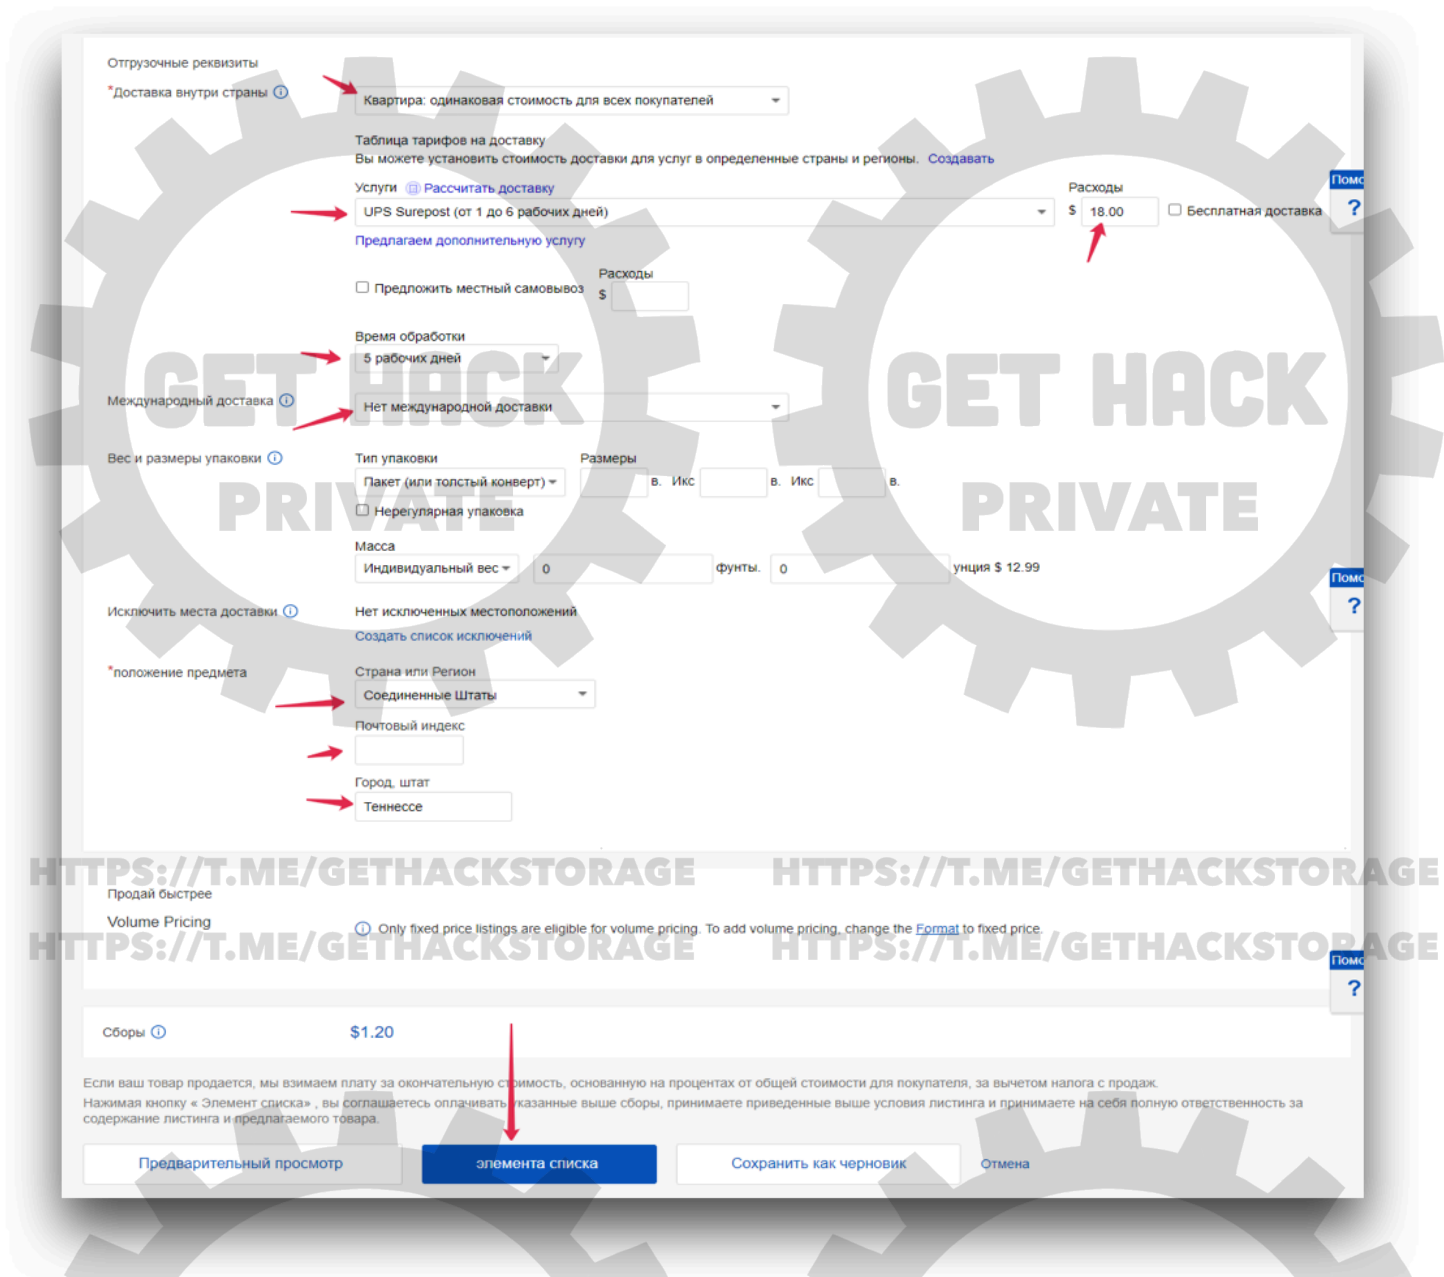 Отгрузочные реквизиты
*Доставка внутри страны
Квартира: одинаковая стоимость для всех покупателей
Таблица тарифов на доставку
Вы можете установить стоимость доставки для услуг в определенные страны и регионы. Создавать
Услуги Рассчитать доставку Расходы
UPS Surepost (от 1 до 6 рабочих дней) $ 18.00 Бесплатная доставка
Помо
?
Предлагаем дополнительную услугу
Расходы
Предложить местный самовывоз $
Время обработки
5 рабочих дней
GET HACK GET HACK
Международный доставка
Нет международной доставки
Вес и размеры упаковки Тип упаковки Размеры
Пакет (или толстый конверт) в. Икс в. Икс в.
PRIVATE PRIVATE
Нерегулярная упаковка
Масса
Индивидуальный вес 0 фунты. 0 унция $ 12.99
Помо
?
Исключить места доставки Нет исключенных местоположений
Создать список исключений
*положение предмета Страна или Регион
Соединенные Штаты
Почтовый индекс
Город, штат
Теннессе
HTTPS://T.ME/GETHACKSTORAGE HTTPS://T.ME/GETHACKSTORAGE
Продай быстрее
Volume Pricing
Only fixed price listings are eligible for volume pricing. To add volume pricing, change the Format to fixed price.
HTTPS://T.ME/GETHACKSTORAGE HTTPS://T.ME/GETHACKSTORAGE
Помо
?
Сборы $1.20
Если ваш товар продается, мы взимаем плату за окончательную стоимость, основанную на процентах от общей стоимости для покупателя, за вычетом налога с продаж.
Нажимая кнопку « Элемент списка» , вы соглашаетесь оплачивать указанные выше сборы, принимаете приведенные выше условия листинга и принимаете на себя полную ответственность за
содержание листинга и предлагаемого товара.
Предварительный просмотр элемента списка Сохранить как черновик Отмена